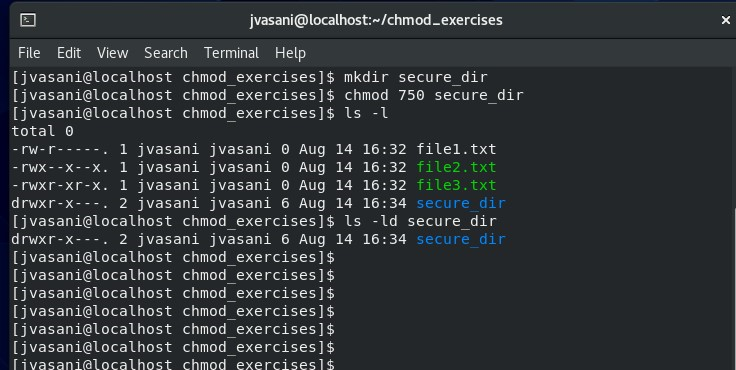 jvasani@localhost:~/chmod_exercises
File Edit View Search Terminal Help
[jvasani@localhost chmod_exercises]$ mkdir secure_dir
[jvasani@localhost chmod_exercises]$ chmod 750 secure_dir
[jvasani@localhost chmod_exercises]$ ls -l
total 0
-rw-r-----. 1 jvasani jvasani 0 Aug 14 16:32 file1.txt
-rwx--x--x. 1 jvasani jvasani 0 Aug 14 16:32 file2.txt
-rwxr-xr-x. 1 jvasani jvasani 0 Aug 14 16:32 file3.txt
drwxr-x---. 2 jvasani jvasani 6 Aug 14 16:34 secure_dir
[jvasani@localhost chmod_exercises]$ ls -ld secure_dir
drwxr-x---. 2 jvasani jvasani 6 Aug 14 16:34 secure_dir
[jvasani@localhost chmod_exercises]$
[jvasani@localhost chmod_exercises]$
[jvasani@localhost chmod_exercises]$
[jvasani@localhost chmod_exercises]$
[jvasani@localhost chmod_exercises]$
[jvasani@localhost chmod_exercises]$
[jvasani@localhost chmod_exercises]$